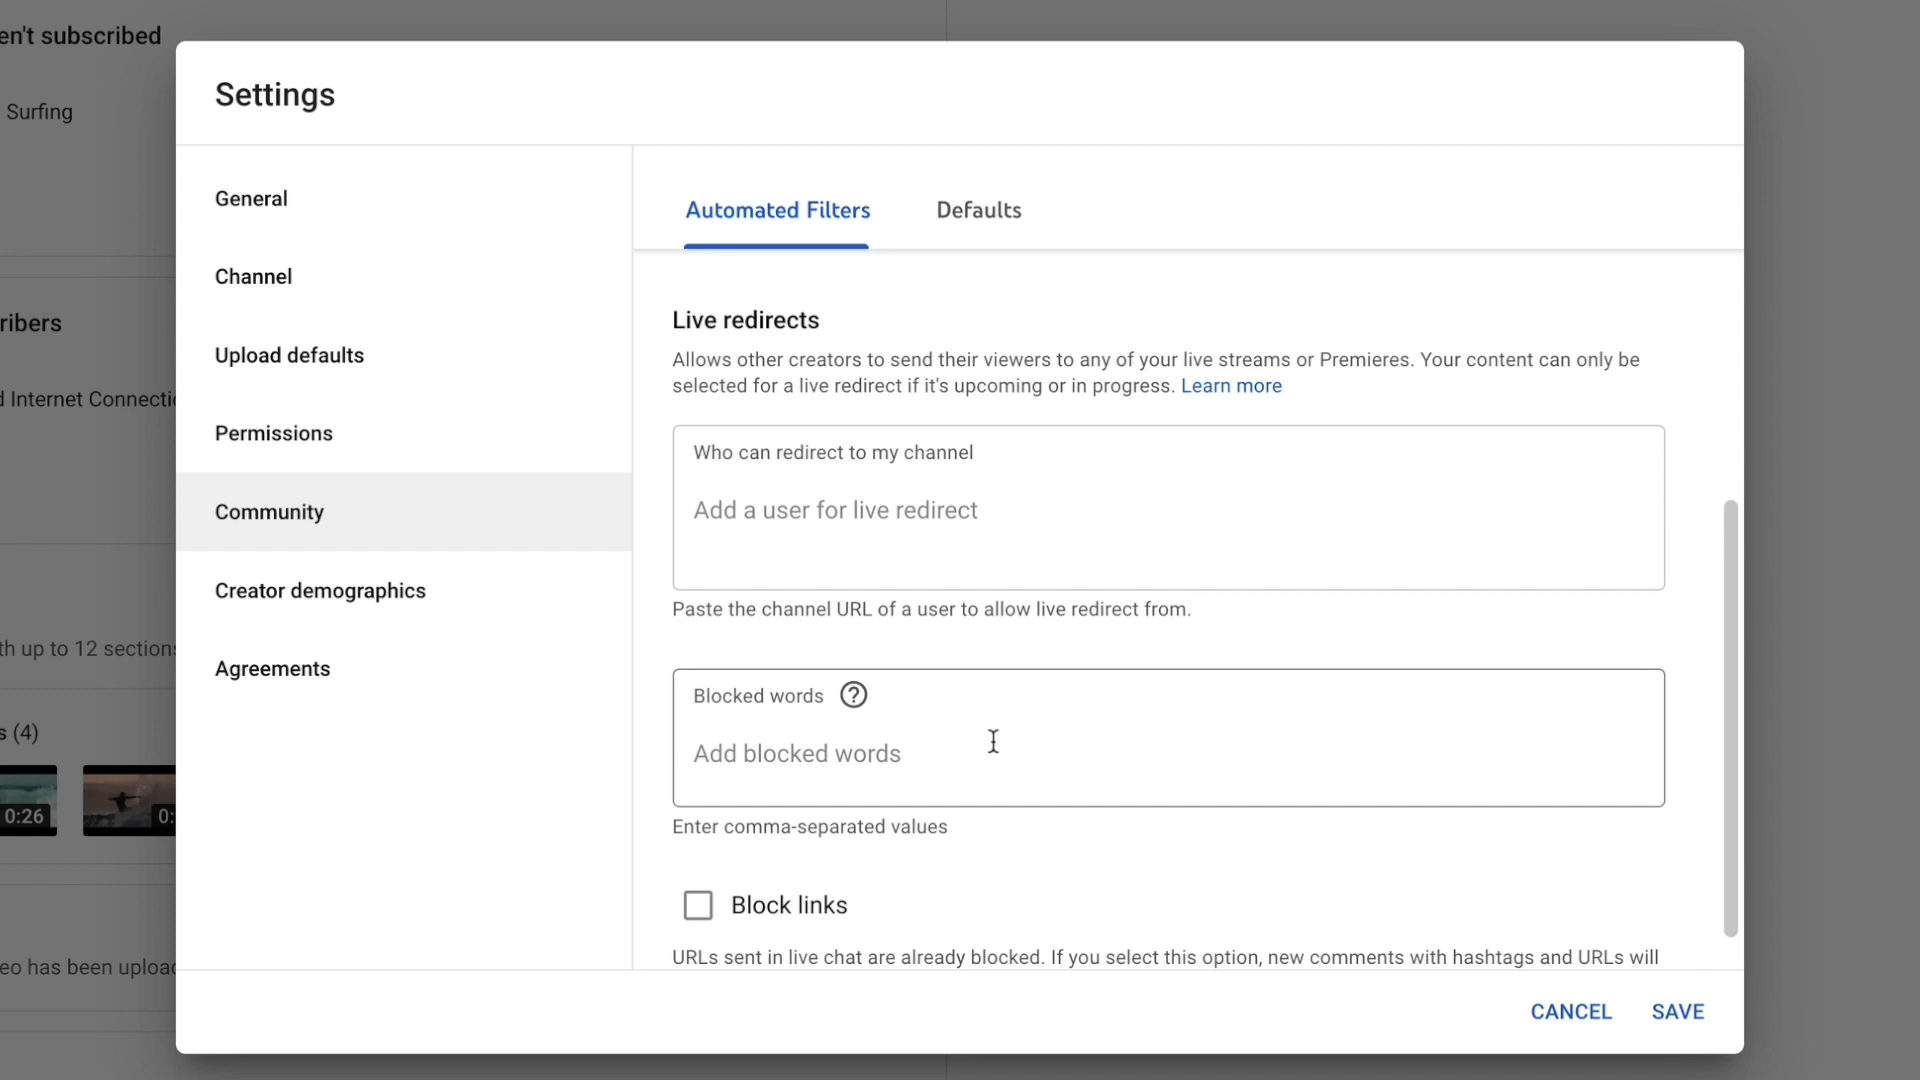 en't subscribed
Surfing
ribers
d Internet Connecti
th up to 12 sections
s (4)
0:26
0:
eo has been uploa
Settings
General
Channel
Upload defaults
Permissions
Community
Creator demographics
Agreements
Automated Filters
Defaults
Live redirects
Allows other creators to send their viewers to any of your live streams or Premieres. Your content can only be
selected for a live redirect if it's upcoming or in progress. Learn more
Who can redirect to my channel
Add a user for live redirect
Paste the channel URL of a user to allow live redirect from.
Blocked words ?
Add blocked words
Enter comma-separated values
Block links
URLs sent in live chat are already blocked. If you select this option, new comments with hashtags and URLs will
CANCEL
SAVE